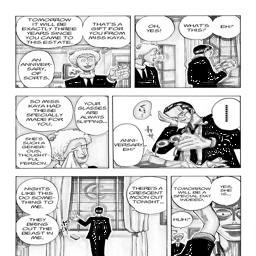 EH?
WHAT'S
THIS?
OH,
YES!
THAT'S A
GIFT FOR
YOU FROM
MISS KAYA.
TOMORROW
IT WILL BE
EXACTLY THREE
YEARS SINCE
YOU CAME TO
THIS ESTATE.
AN
ANNIVER-
SARY,
OF
SORTS.
ANNI-
VERSARY,
EH?
YOUR
GLASSES
ARE
ALWAYS
SLIPPING...
SO MISS
KAYA HAD
THESE
SPECIALLY
MADE FOR
YOU.
SHE'S
SUCH A
GENER-
OUS,
THOUGHT-
FUL
PERSON.
YES,
SHE
IS...
TOMORROW
WILL BE A
SPECIAL DAY
INDEED.
HUH?
THERE'S A
CRESCENT
MOON OUT
TONIGHT...
NIGHTS
LIKE THIS
DO SOME-
THING TO
ME.
THEY
BRING
OUT THE
BEAST IN
ME.